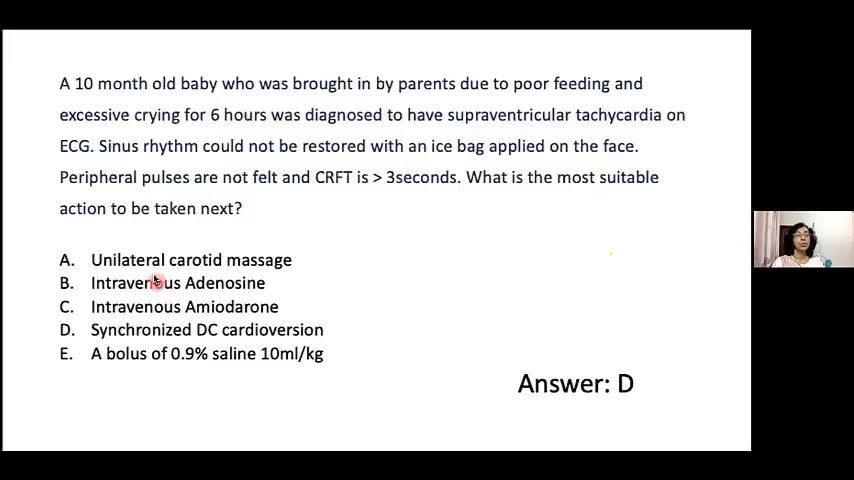 A 10 month old baby who was brought in by parents due to poor feeding and
excessive crying for 6 hours was diagnosed to have supraventricular tachycardia on
ECG. Sinus rhythm could not be restored with an ice bag applied on the face.
Peripheral pulses are not felt and CRFT is > 3seconds. What is the most suitable
action to be taken next?
A. Unilateral carotid massage
B. Intravenous Adenosine
C. Intravenous Amiodarone
D. Synchronized DC cardioversion
E. A bolus of 0.9% saline 10ml/kg
Answer: D